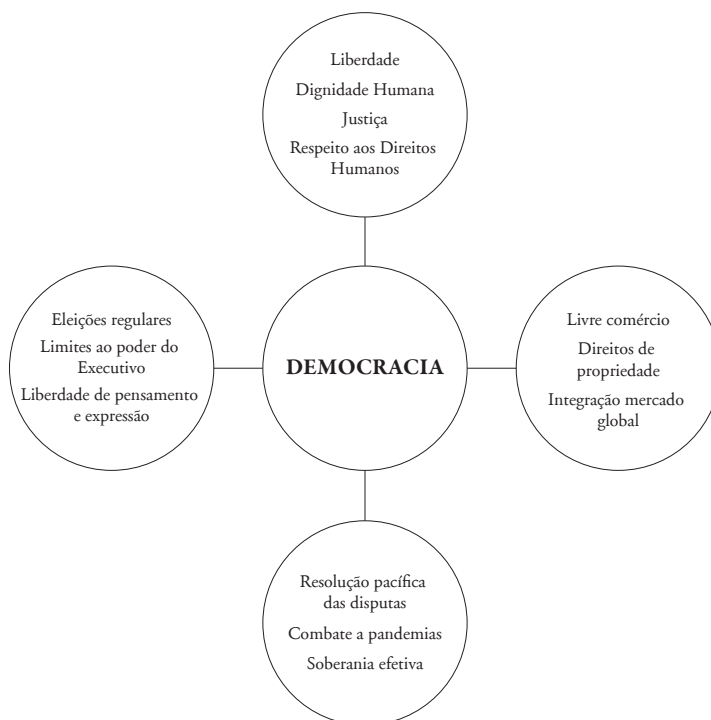 Liberdade
Dignidade Humana
Justiça
Respeito aos Direitos
Humanos
Eleições regulares
Limites ao poder do
Executivo
Liberdade de pensamento
e expressão
DEMOCRACIA
Livre comércio
Direitos de
propriedade
Integração mercado
global
Resolução pacífica
das disputas
Combate a pandemias
Soberania efetiva